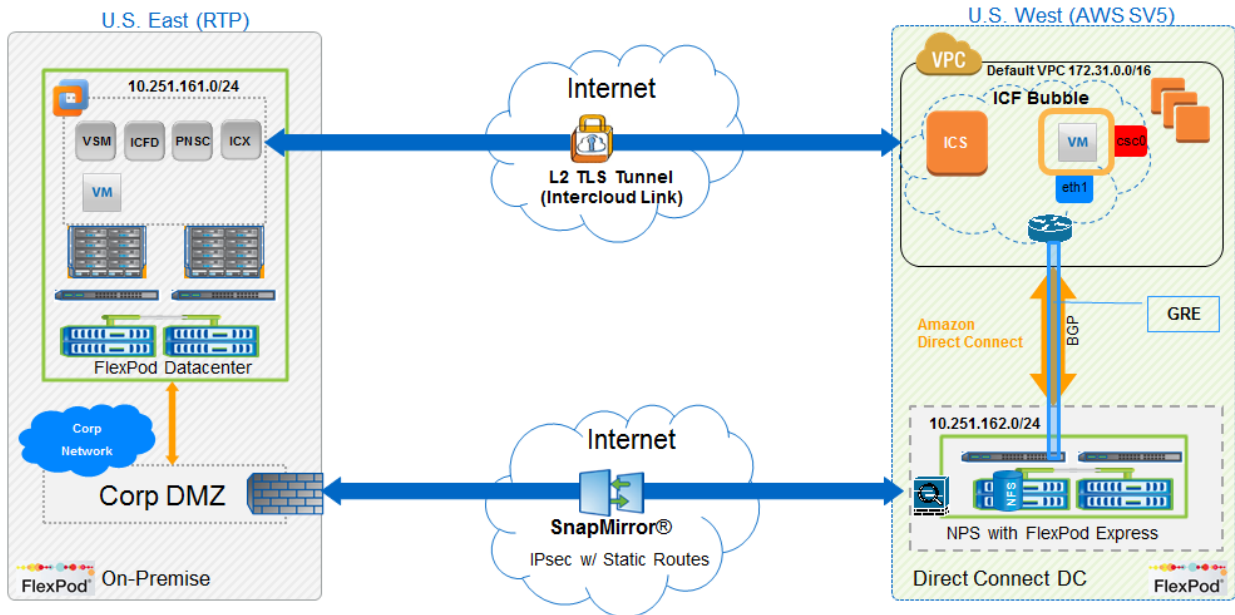 U.S. East (RTP)
10.251.161.0/24
VSM
ICFD
PNSC
ICX
VM
FlexPod Datacenter
Corp
Network
Corp DMZ
FlexPod®
On-Premise
Internet
L2 TLS Tunnel
(Intercloud Link)
Internet
SnapMirror®
IPsec w/ Static Routes
U.S. West (AWS SV5)
VPC
Default VPC 172.31.0.0/16
ICF Bubble
ICS
VM
csc0
eth1
GRE
Amazon
Direct Connect
BGP
10.251.162.0/24
NFS
NPS with FlexPod Express
Direct Connect DC
FlexPod®